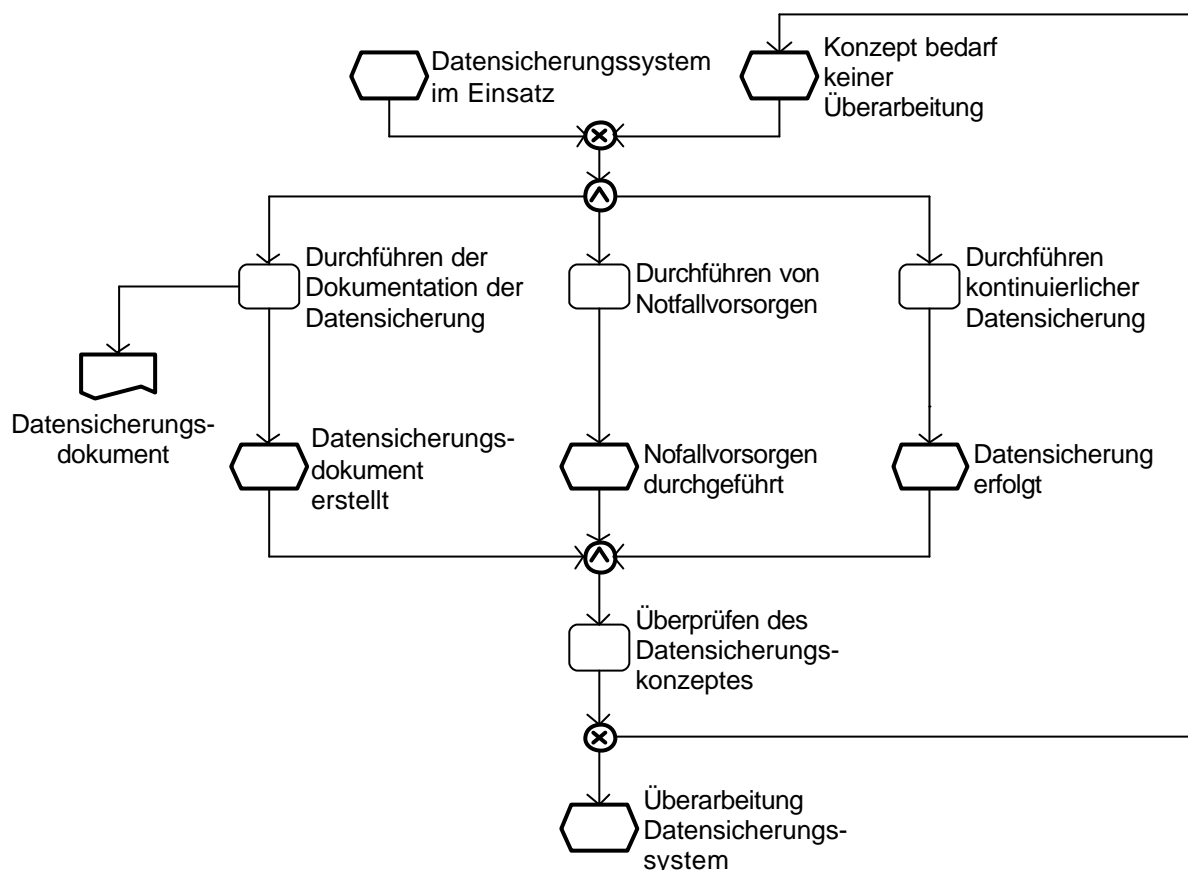 Datensicherungssystem
im Einsatz
Konzept bedarf
keiner
Überarbeitung
Durchführen der
Dokumentation der
Datensicherung
Durchführen von
Notfallvorsorgen
Durchführen
kontinuierlicher
Datensicherung
Datensicherungs-
dokument
Datensicherungs-
dokument
erstellt
Nofallvorsorgen
durchgeführt
Datensicherung
erfolgt
Überprüfen des
Datensicherungs-
konzeptes
Überarbeitung
Datensicherungs-
system